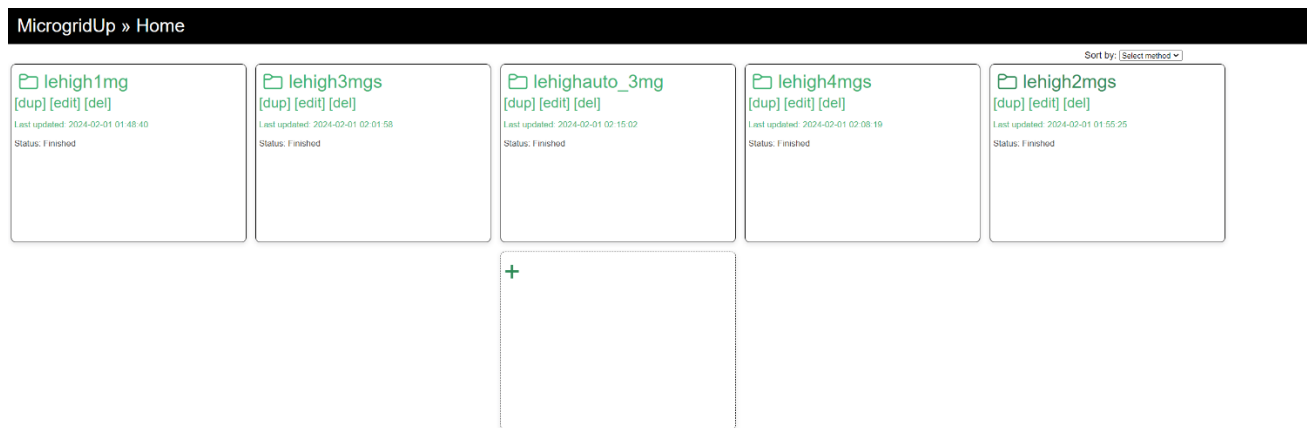 MicrogridUp » Home
Sort by: Select method
lehigh1mg
[dup] [edit] [del]
Last updated: 2024-02-01 01:48:40
Status: Finished
lehigh3mgs
[dup] [edit] [del]
Last updated: 2024-02-01 02:01:58
Status: Finished
lehighauto_3mg
[dup] [edit] [del]
Last updated: 2024-02-01 02:15:02
Status: Finished
lehigh4mgs
[dup] [edit] [del]
Last updated: 2024-02-01 02:08:19
Status: Finished
lehigh2mgs
[dup] [edit] [del]
Last updated: 2024-02-01 01:55:25
Status: Finished
+